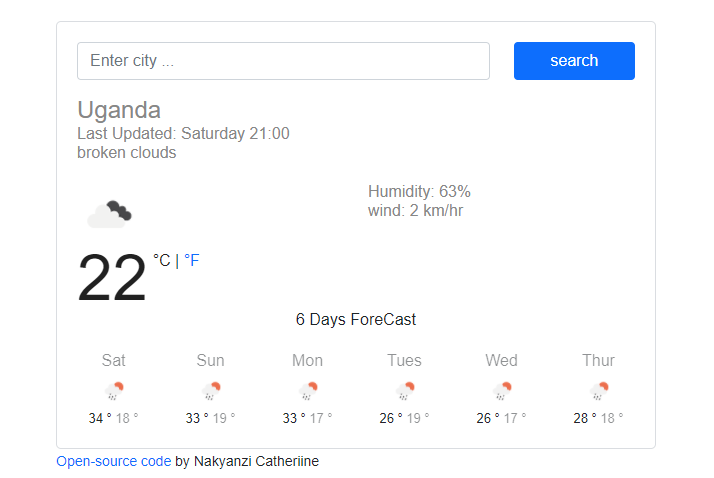 Enter city ...
search
Uganda
Last Updated: Saturday 21:00
broken clouds
Humidity: 63%
wind: 2 km/hr
22 °C | °F
6 Days ForeCast
Sat Sun Mon Tues Wed Thur
34 ° 18 ° 33 ° 19 ° 33 ° 17 ° 26 ° 19 ° 26 ° 17 ° 28 ° 18 °
Open-source code by Nakyanzi Catheriine